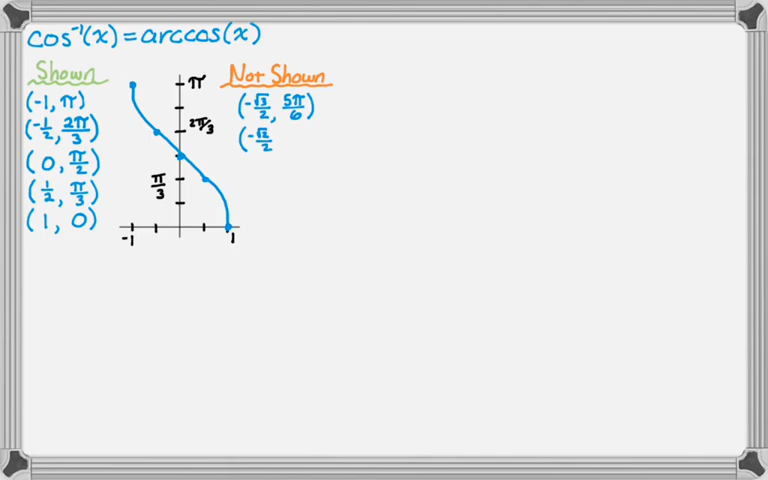 cos⁻¹(x) = arccos(x)
Shown
(-1, π)
(-1/2, 2π/3)
(0, π/2)
(1/2, π/3)
(1, 0)
π
2π/3
π/3
-1
1
Not Shown
(-√3/2, 5π/6)
(-√2/2